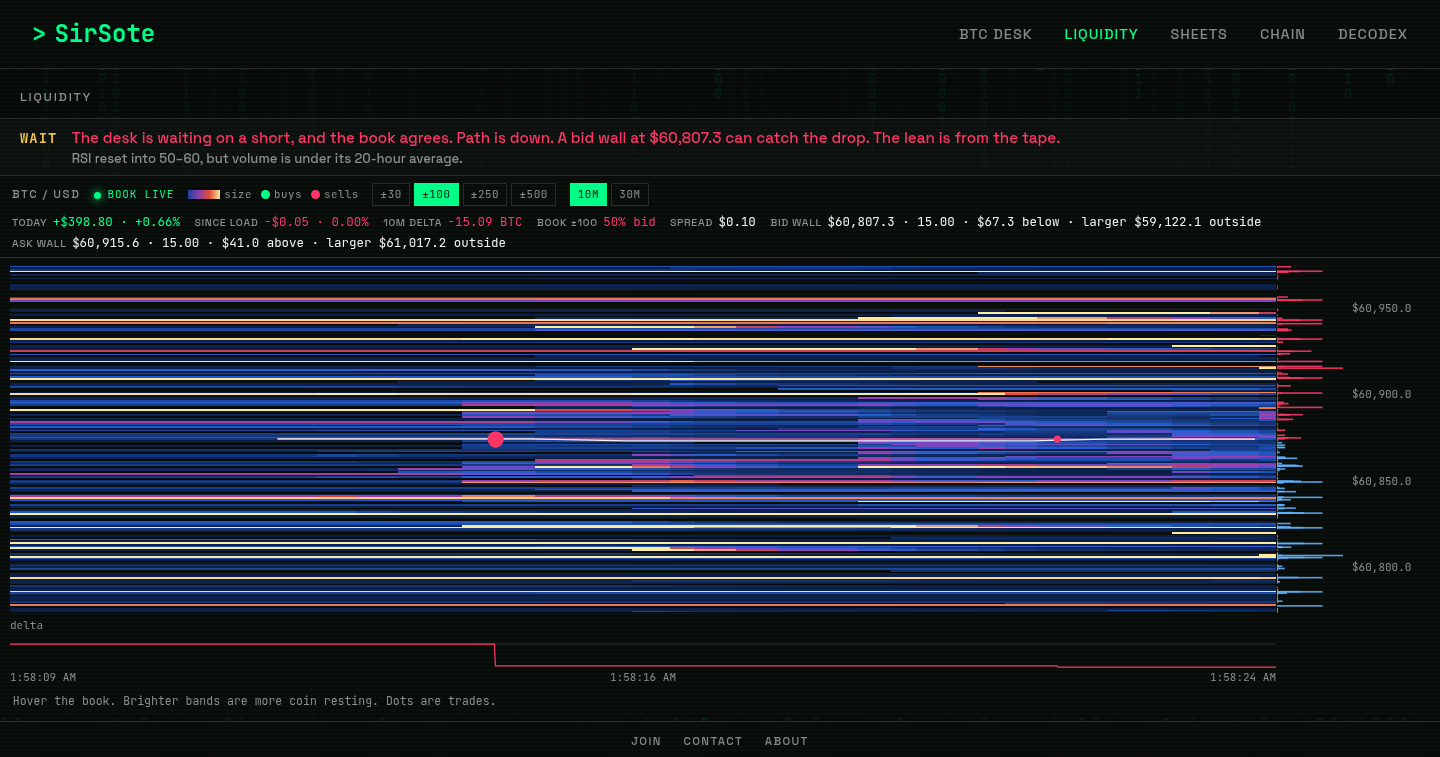 > SirSote
BTC DESK LIQUIDITY SHEETS CHAIN DECODEX
LIQUIDITY
WAIT The desk is waiting on a short, and the book agrees. Path is down. A bid wall at $60,807.3 can catch the drop. The lean is from the tape.
RSI reset into 50–60, but volume is under its 20-hour average.
BTC / USD BOOK LIVE size buys sells ±30 ±100 ±250 ±500 10M 30M
TODAY +$398.80 · +0.66% SINCE LOAD -$0.05 · 0.00% 10M DELTA -15.09 BTC BOOK ±100 50% bid SPREAD $0.10 BID WALL $60,807.3 · 15.00 · $67.3 below · larger $59,122.1 outside
ASK WALL $60,915.6 · 15.00 · $41.0 above · larger $61,017.2 outside
$60,950.0
$60,900.0
$60,850.0
$60,800.0
delta
1:58:09 AM 1:58:16 AM 1:58:24 AM
Hover the book. Brighter bands are more coin resting. Dots are trades.
JOIN CONTACT ABOUT